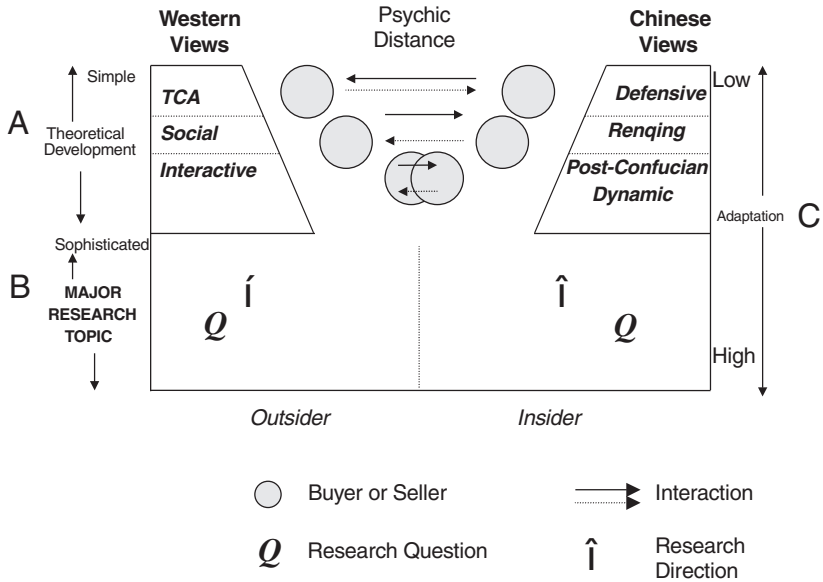 Western
Views
Psychic
Distance
Chinese
Views
Simple
Low
A
TCA
Defensive
Theoretical
Development
Social
Renqing
Interactive
Post-Confucian
Dynamic
Adaptation
C
Sophisticated
B
MAJOR
RESEARCH
TOPIC
Í
Î
Q
Q
High
Outsider
Insider
Buyer or Seller
Interaction
Q
Research Question
Î
Research
Direction